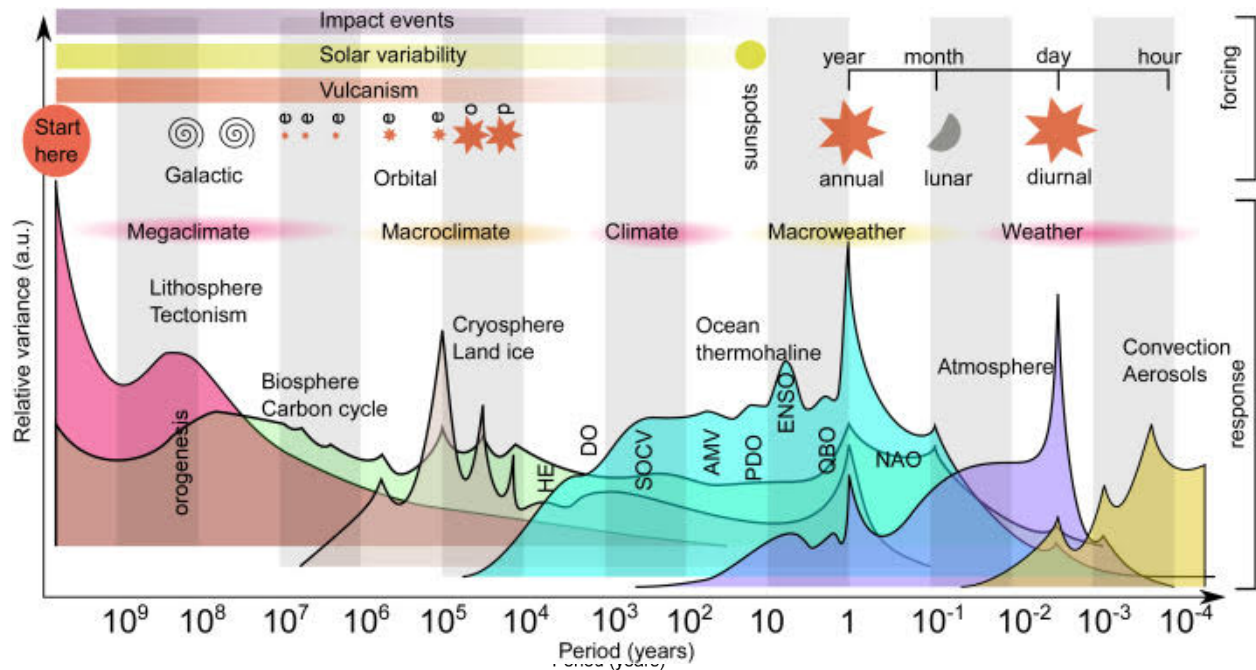 Impact events
Solar variability
Vulcanism
Start
here
e
e
e
e
e
o
p
sunspots
year
month
day
hour
forcing
Galactic
Orbital
annual
lunar
diurnal
Megaclimate
Macroclimate
Climate
Macroweather
Weather
Relative variance (a.u.)
response
Lithosphere
Tectonism
Cryosphere
Land ice
Ocean
thermohaline
Atmosphere
Convection
Aerosols
Biosphere
Carbon cycle
orogenesis
HE
DO
SOCV
AMV
PDO
ENSO
QBO
NAO
10⁹ 10⁸ 10⁷ 10⁶ 10⁵ 10⁴ 10³ 10² 10 1 10⁻¹ 10⁻² 10⁻³ 10⁻⁴
Period (years)
Period (years)